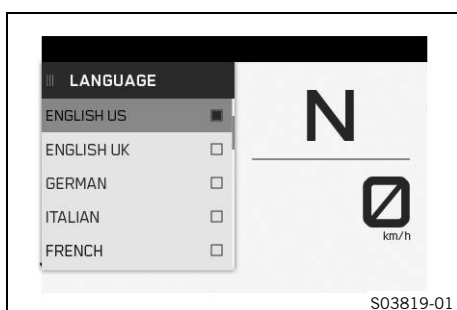 LANGUAGE
ENGLISH US
ENGLISH UK
GERMAN
ITALIAN
FRENCH
N
0
km/h
S03819-01